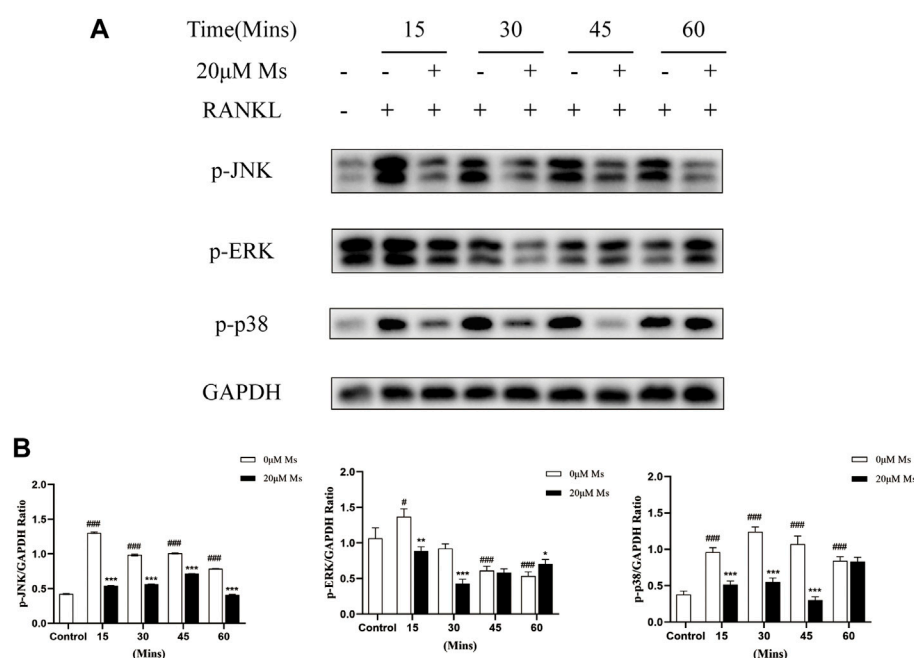 A
Time(Mins) 15 30 45 60
20μM Ms - - + - + - + - +
RANKL - + + + + + + + +
p-JNK
p-ERK
p-p38
GAPDH
B
0μM Ms
20μM Ms
p-JNK/GAPDH Ratio
2.0
1.5
1.0
0.5
0.0
###
***
###
***
###
***
###
***
Control 15 30 45 60
(Mins)
0μM Ms
20μM Ms
p-ERK/GAPDH Ratio
2.0
1.5
1.0
0.5
0.0
#
**
***
###
###
*
Control 15 30 45 60
(Mins)
0μM Ms
20μM Ms
p-p38/GAPDH Ratio
2.0
1.5
1.0
0.5
0.0
###
***
###
***
###
***
###
Control 15 30 45 60
(Mins)